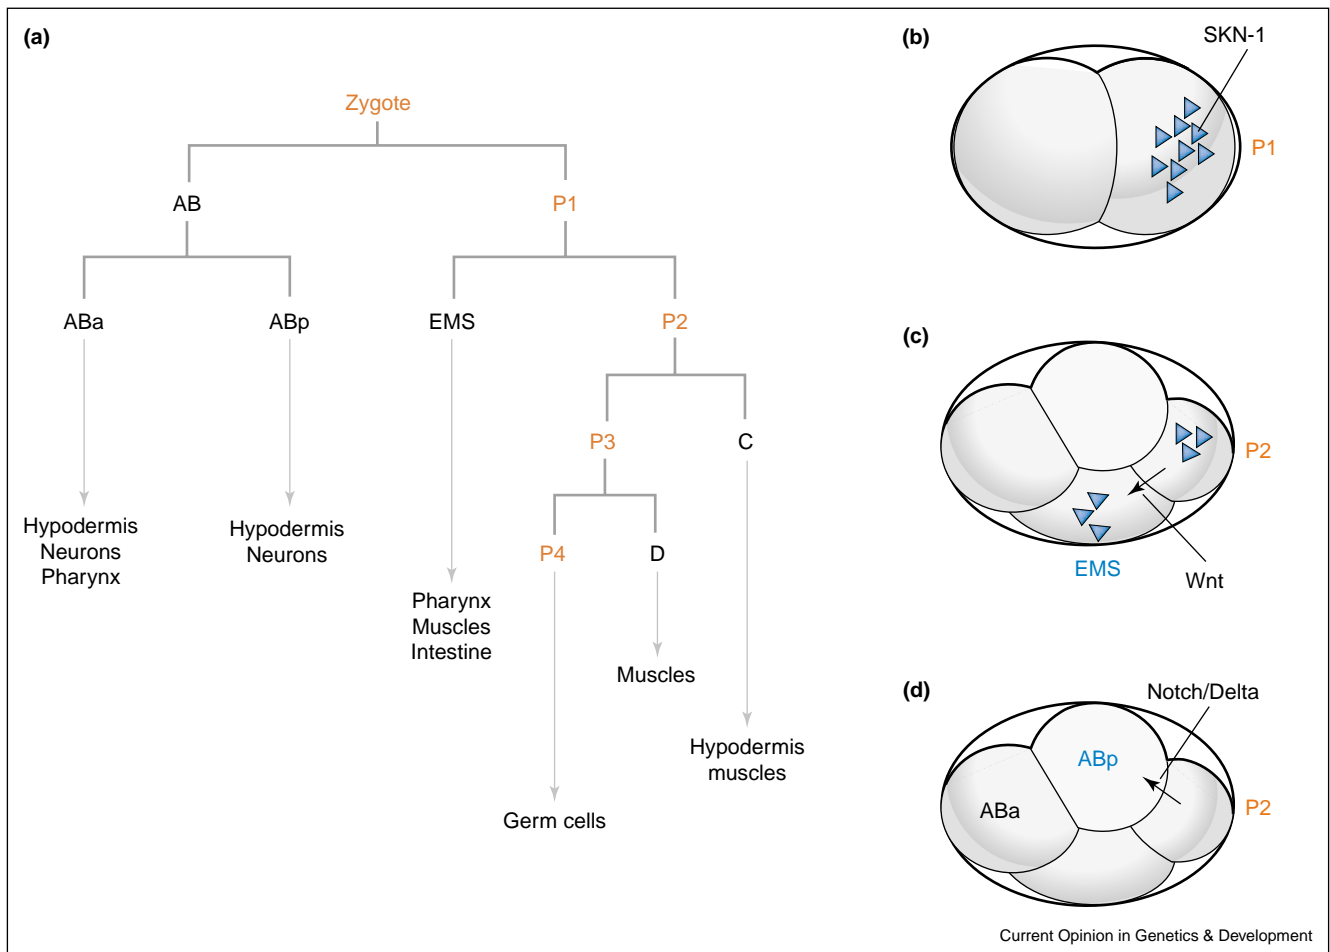 (a)
Zygote
AB
P1
ABa
ABp
EMS
P2
P3
C
P4
D
Hypodermis
Neurons
Pharynx
Hypodermis
Neurons
Pharynx
Muscles
Intestine
Muscles
Hypodermis
muscles
Germ cells
(b)
SKN-1
P1
(c)
P2
EMS
Wnt
(d)
Notch/Delta
ABp
ABa
P2
Current Opinion in Genetics & Development